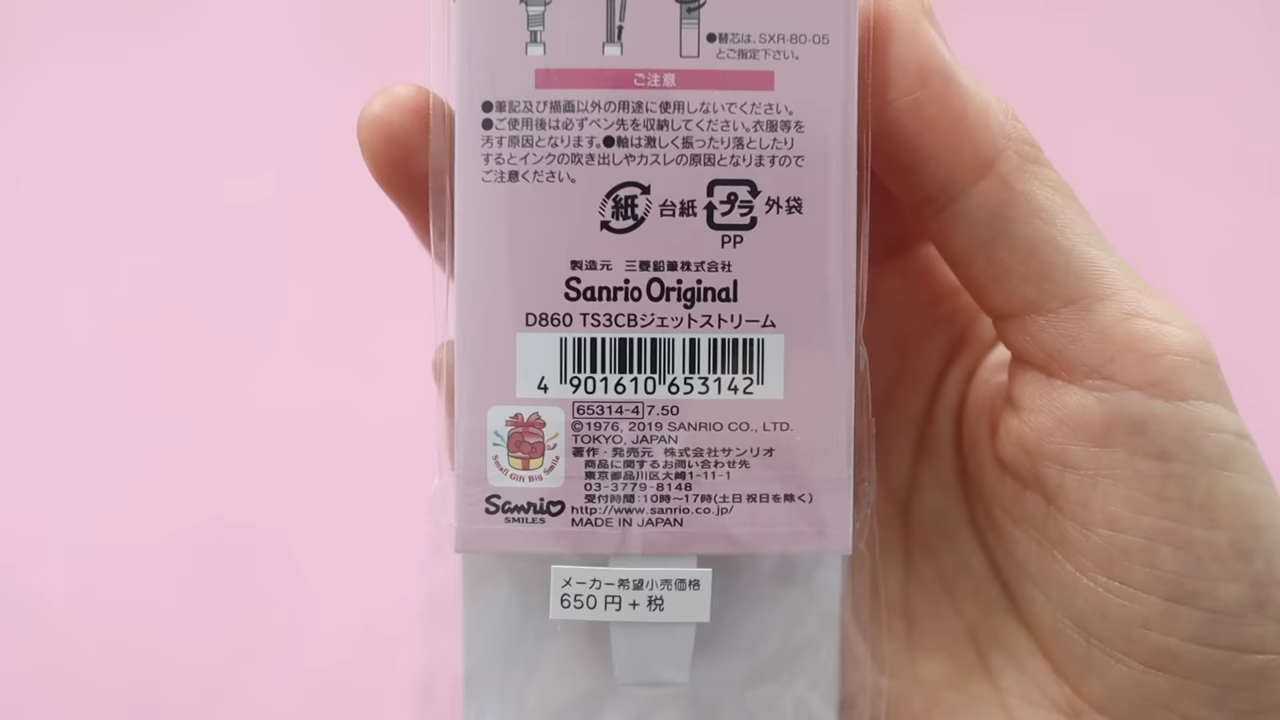 ●替芯は、SXR-80-05
とご指定下さい。
ご注意
●筆記及び描画以外の用途に使用しないでください。
●ご使用後は必ずペン先を収納してください。衣服等を
汚す原因となります。●軸は激しく振ったり落としたり
するとインクの吹き出しやカスレの原因となりますので
ご注意ください。
紙 台紙 プラ 外袋
PP
製造元 三菱鉛筆株式会社
Sanrio Original
D860 TS3CBジェットストリーム
4 901610 653142
65314-4 7.50
©1976, 2019 SANRIO CO., LTD.
TOKYO, JAPAN
著作・発売元 株式会社サンリオ
商品に関するお問い合わせ先
東京都品川区大崎1-11-1
03-3779-8148
受付時間:10時~17時(土日祝日を除く)
http://www.sanrio.co.jp/
MADE IN JAPAN
Small Gift Big Smile
Sanrio
SMILES
メーカー希望小売価格
650円+税